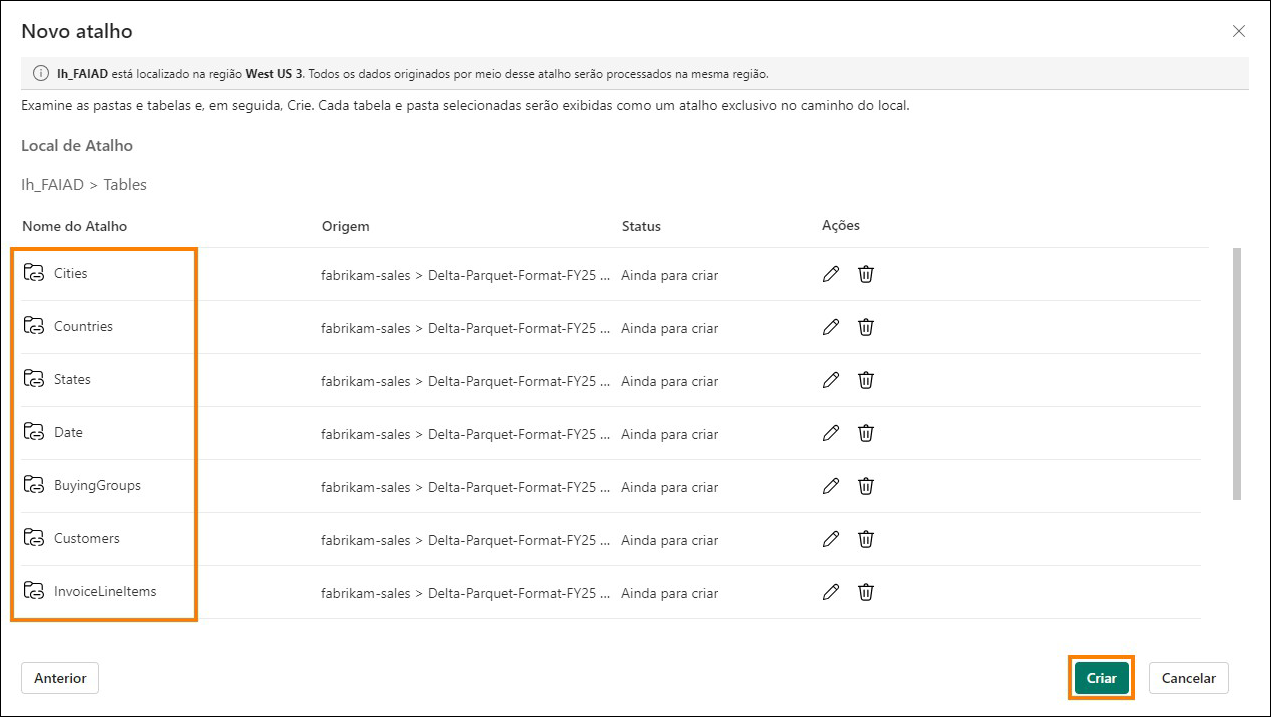 Novo atalho
lh_FAIAD está localizado na região West US 3. Todos os dados originados por meio desse atalho serão processados na mesma região.
Examine as pastas e tabelas e, em seguida, Crie. Cada tabela e pasta selecionadas serão exibidas como um atalho exclusivo no caminho do local.
Local de Atalho
lh_FAIAD > Tables
Nome do Atalho Origem Status Ações
Cities fabrikam-sales > Delta-Parquet-Format-FY25 ... Ainda para criar
Countries fabrikam-sales > Delta-Parquet-Format-FY25 ... Ainda para criar
States fabrikam-sales > Delta-Parquet-Format-FY25 ... Ainda para criar
Date fabrikam-sales > Delta-Parquet-Format-FY25 ... Ainda para criar
BuyingGroups fabrikam-sales > Delta-Parquet-Format-FY25 ... Ainda para criar
Customers fabrikam-sales > Delta-Parquet-Format-FY25 ... Ainda para criar
InvoiceLineItems fabrikam-sales > Delta-Parquet-Format-FY25 ... Ainda para criar
Anterior Criar Cancelar